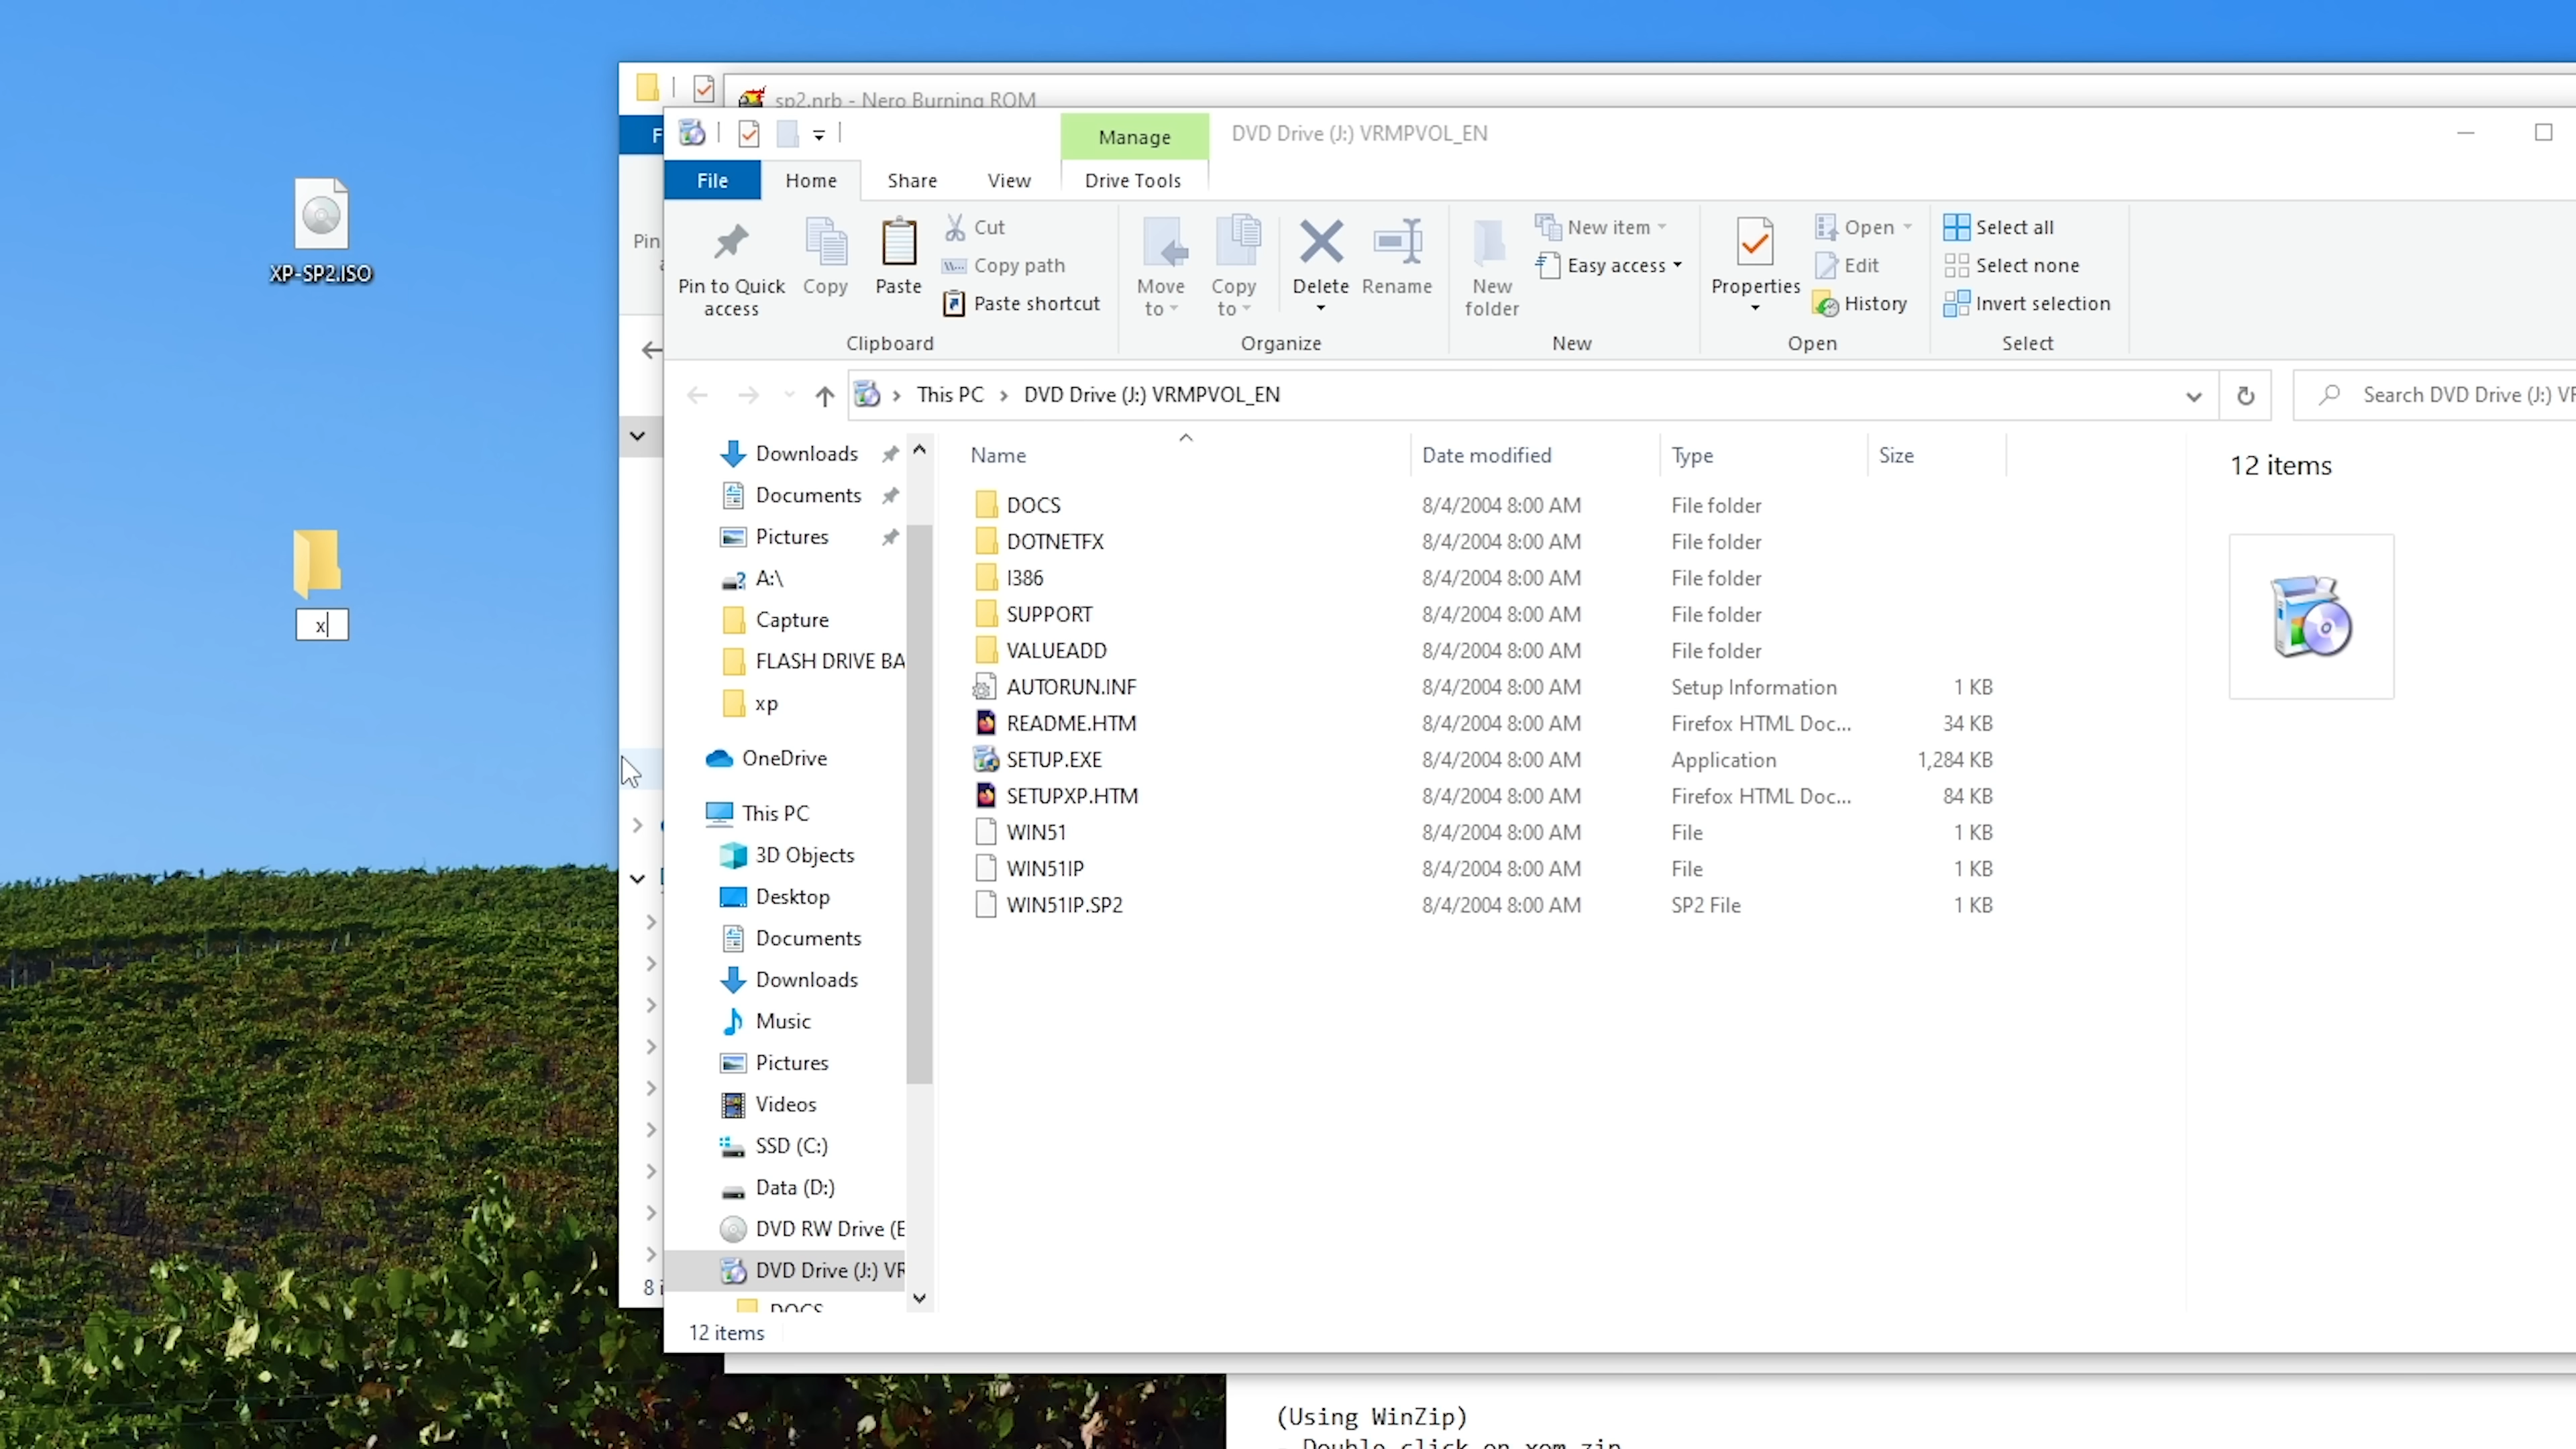 XP-SP2.ISO
x
sp2.nrb - Nero Burning ROM
F
Pin
8 i
Manage
DVD Drive (J:) VRMPVOL_EN
File
Home
Share
View
Drive Tools
Pin to Quick access
Copy
Paste
Cut
Copy path
Paste shortcut
Clipboard
Move to
Copy to
Delete
Rename
Organize
New folder
New item
Easy access
New
Properties
Open
Edit
History
Open
Select all
Select none
Invert selection
Select
This PC
DVD Drive (J:) VRMPVOL_EN
Search DVD Drive (J:) VR
Downloads
Documents
Pictures
A:\
Capture
FLASH DRIVE BA
xp
OneDrive
This PC
3D Objects
Desktop
Documents
Downloads
Music
Pictures
Videos
SSD (C:)
Data (D:)
DVD RW Drive (E
DVD Drive (J:) VR
DOCS
Name Date modified Type Size
DOCS 8/4/2004 8:00 AM File folder
DOTNETFX 8/4/2004 8:00 AM File folder
I386 8/4/2004 8:00 AM File folder
SUPPORT 8/4/2004 8:00 AM File folder
VALUEADD 8/4/2004 8:00 AM File folder
AUTORUN.INF 8/4/2004 8:00 AM Setup Information 1 KB
README.HTM 8/4/2004 8:00 AM Firefox HTML Doc... 34 KB
SETUP.EXE 8/4/2004 8:00 AM Application 1,284 KB
SETUPXP.HTM 8/4/2004 8:00 AM Firefox HTML Doc... 84 KB
WIN51 8/4/2004 8:00 AM File 1 KB
WIN51IP 8/4/2004 8:00 AM File 1 KB
WIN51IP.SP2 8/4/2004 8:00 AM SP2 File 1 KB
12 items
12 items
(Using WinZip)
- Double click on xom.zip